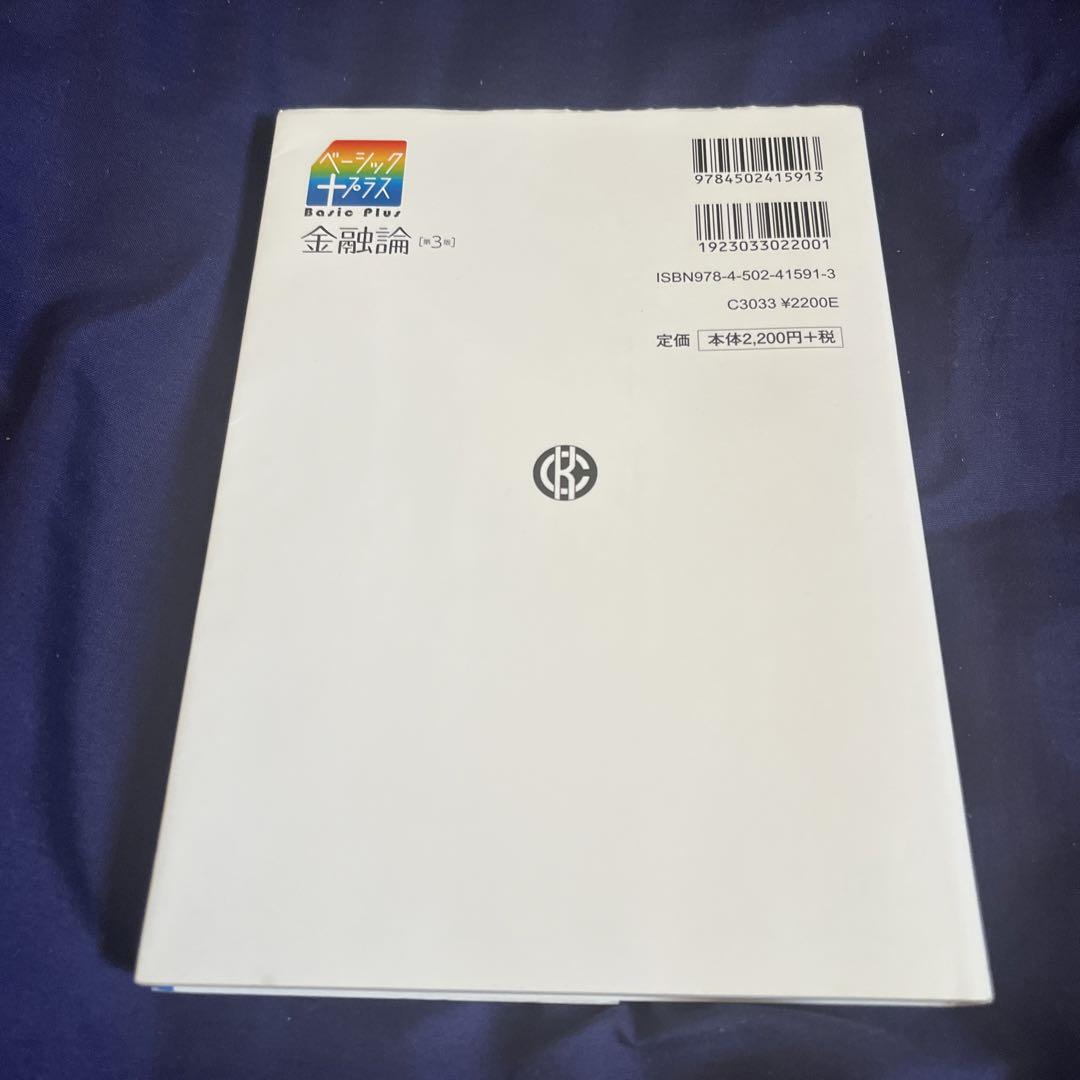 ベーシック
+プラス
Basic Plus
金融論[第3版]
9784502415913
1923033022001
ISBN978-4-502-41591-3
C3033 ¥2200E
定価 本体2,200円+税
CKC